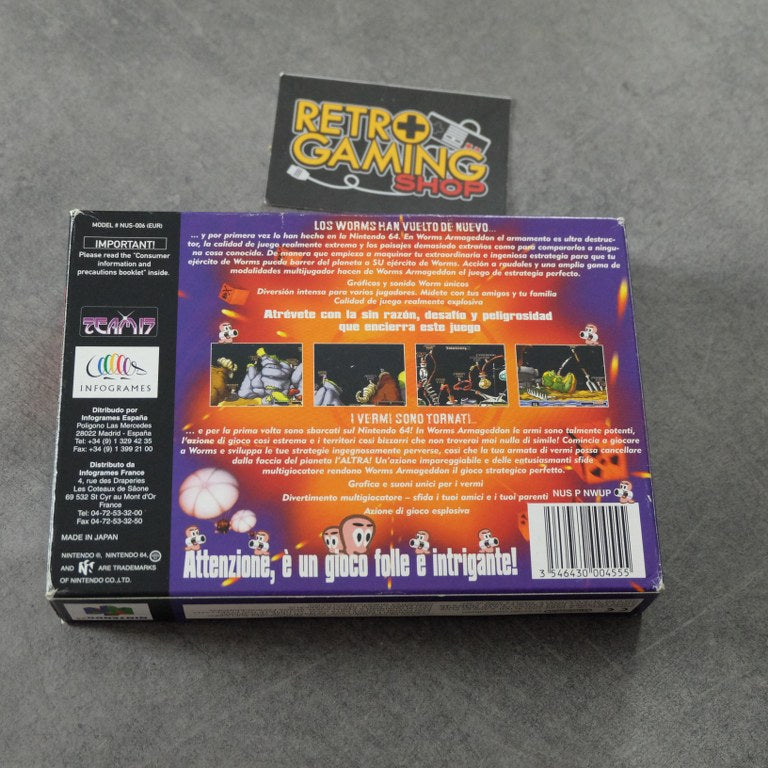 RETRO
GAMING
SHOP
MODEL # NUS-006 (EUR)
IMPORTANT!
Please read the "Consumer
information and
precautions booklet" inside.
TEAM17
INFOGRAMES
Ditribudo por
Infogrames España
Poligono Las Mercedes
28022 Madrid - España
Tel: +34 (9) 1 329 42 35
Fax: +34 (9) 1 399 21 00
Distributo da
Infogrames France
4, rue des Draperies
Les Coteaux de Sâone
69 532 St Cyr au Mont d'Or
France
Tel: 04-72-53-32-00
Fax 04-72-53-32-50
MADE IN JAPAN
NINTENDO ®, NINTENDO 64,
AND ARE TRADEMARKS
OF NINTENDO CO.,LTD.
LOS WORMS HAN VUELTO DE NUEVO...
... y por primera vez lo han hecho en la Nintendo 64. En Worms Armageddon el armamento es ultra destruc-
tor, la calidad de juego realmente extrema y los paisajes demasiado extraños como para compararlos a ningu-
na cosa conocida. De manera que empieza a maquinar tu extraordinaria e ingeniosa estrategia para que tu
ejército de Worms pueda barrer del planeta a SU ejército de Worms. Acción a raudales y una amplia gama de
modalidades multijugador hacen de Worms Armageddon el juego de estrategia perfecto.
Gráficos y sonido Worm únicos
Diversión intensa para varios jugadores. Mídete con tus amigos y tu familia
Calidad de juego realmente explosiva
Atrévete con la sin razón, desafío y peligrosidad
que encierra este juego
I VERMI SONO TORNATI...
... e per la prima volta sono sbarcati sul Nintendo 64! In Worms Armageddon le armi sono talmente potenti,
l'azione di gioco così estrema e i territori così bizzarri che non troverai mai nulla di simile! Comincia a giocare
a Worms e sviluppa le tue strategie ingegnosamente perverse, così che la tua armata di vermi possa cancellare
dalla faccia del pianeta l'ALTRA! Un'azione impareggiabile e delle entusiasmanti sfide
multigiocatore rendono Worms Armageddon il gioco strategico perfetto.
Grafica e suoni unici per i vermi
Divertimento multigiocatore – sfida i tuoi amici e i tuoi parenti
Azione di gioco esplosiva
NUS P NWUP
Attenzione, è un gioco folle e intrigante!
3 546430 004555
NINTENDO